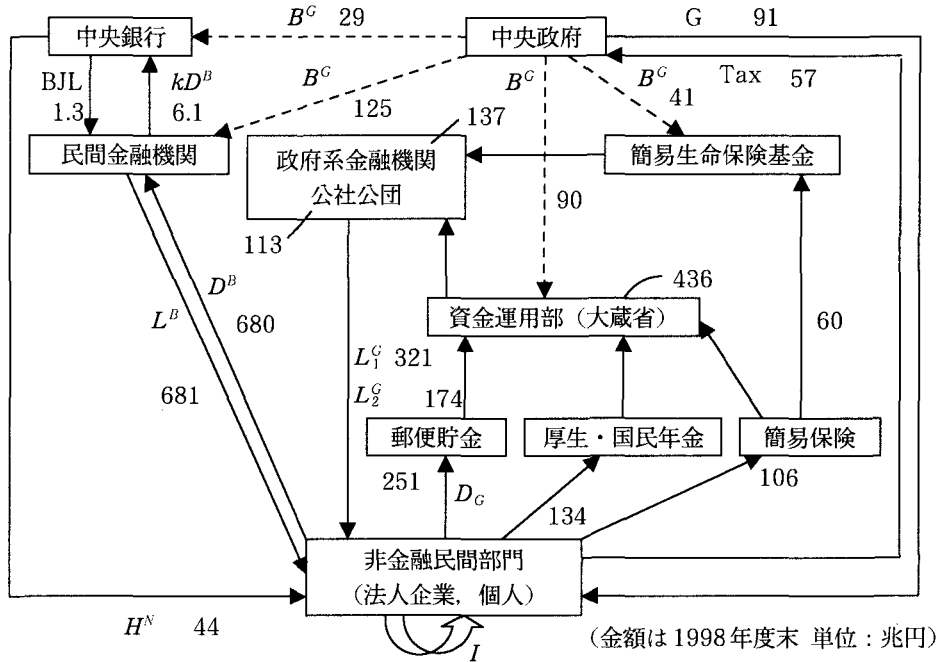 B^G 29
中央銀行
中央政府
G 91
BJL
1.3
kD^B
6.1
B^G
125
B^G
B^G
41
Tax 57
137
民間金融機関
政府系金融機関
公社公団
簡易生命保険基金
113
90
436
D^B
680
L^B
681
資金運用部（大蔵省）
60
L^G_1 321
L^G_2
174
郵便貯金
厚生・国民年金
簡易保険
251
D_G
134
106
非金融民間部門
（法人企業，個人）
H^N 44
I
（金額は1998年度末 単位：兆円）